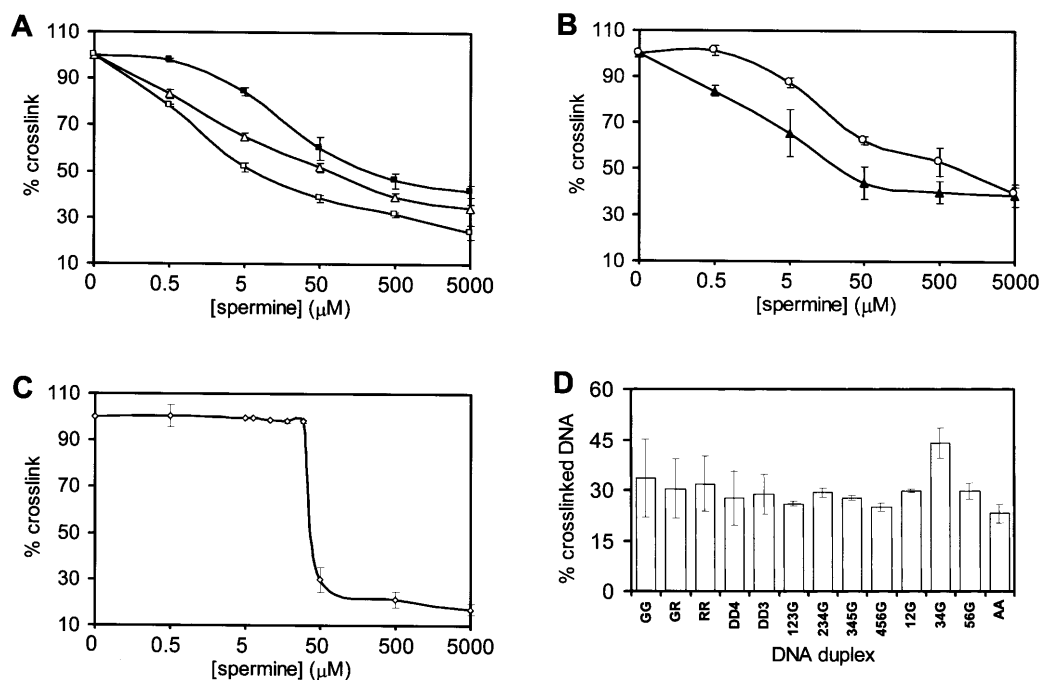 A
110
90
70
50
30
10
% crosslink
0 0.5 5 50 500 5000
[spermine] (μM)
B
110
90
70
50
30
10
% crosslink
0 0.5 5 50 500 5000
[spermine] (μM)
C
110
90
70
50
30
10
% crosslink
0 0.5 5 50 500 5000
[spermine] (μM)
D
60
45
30
15
0
% crosslinked DNA
GG GR RR DD4 DD3 123G 234G 345G 456G 12G 34G 56G AA
DNA duplex